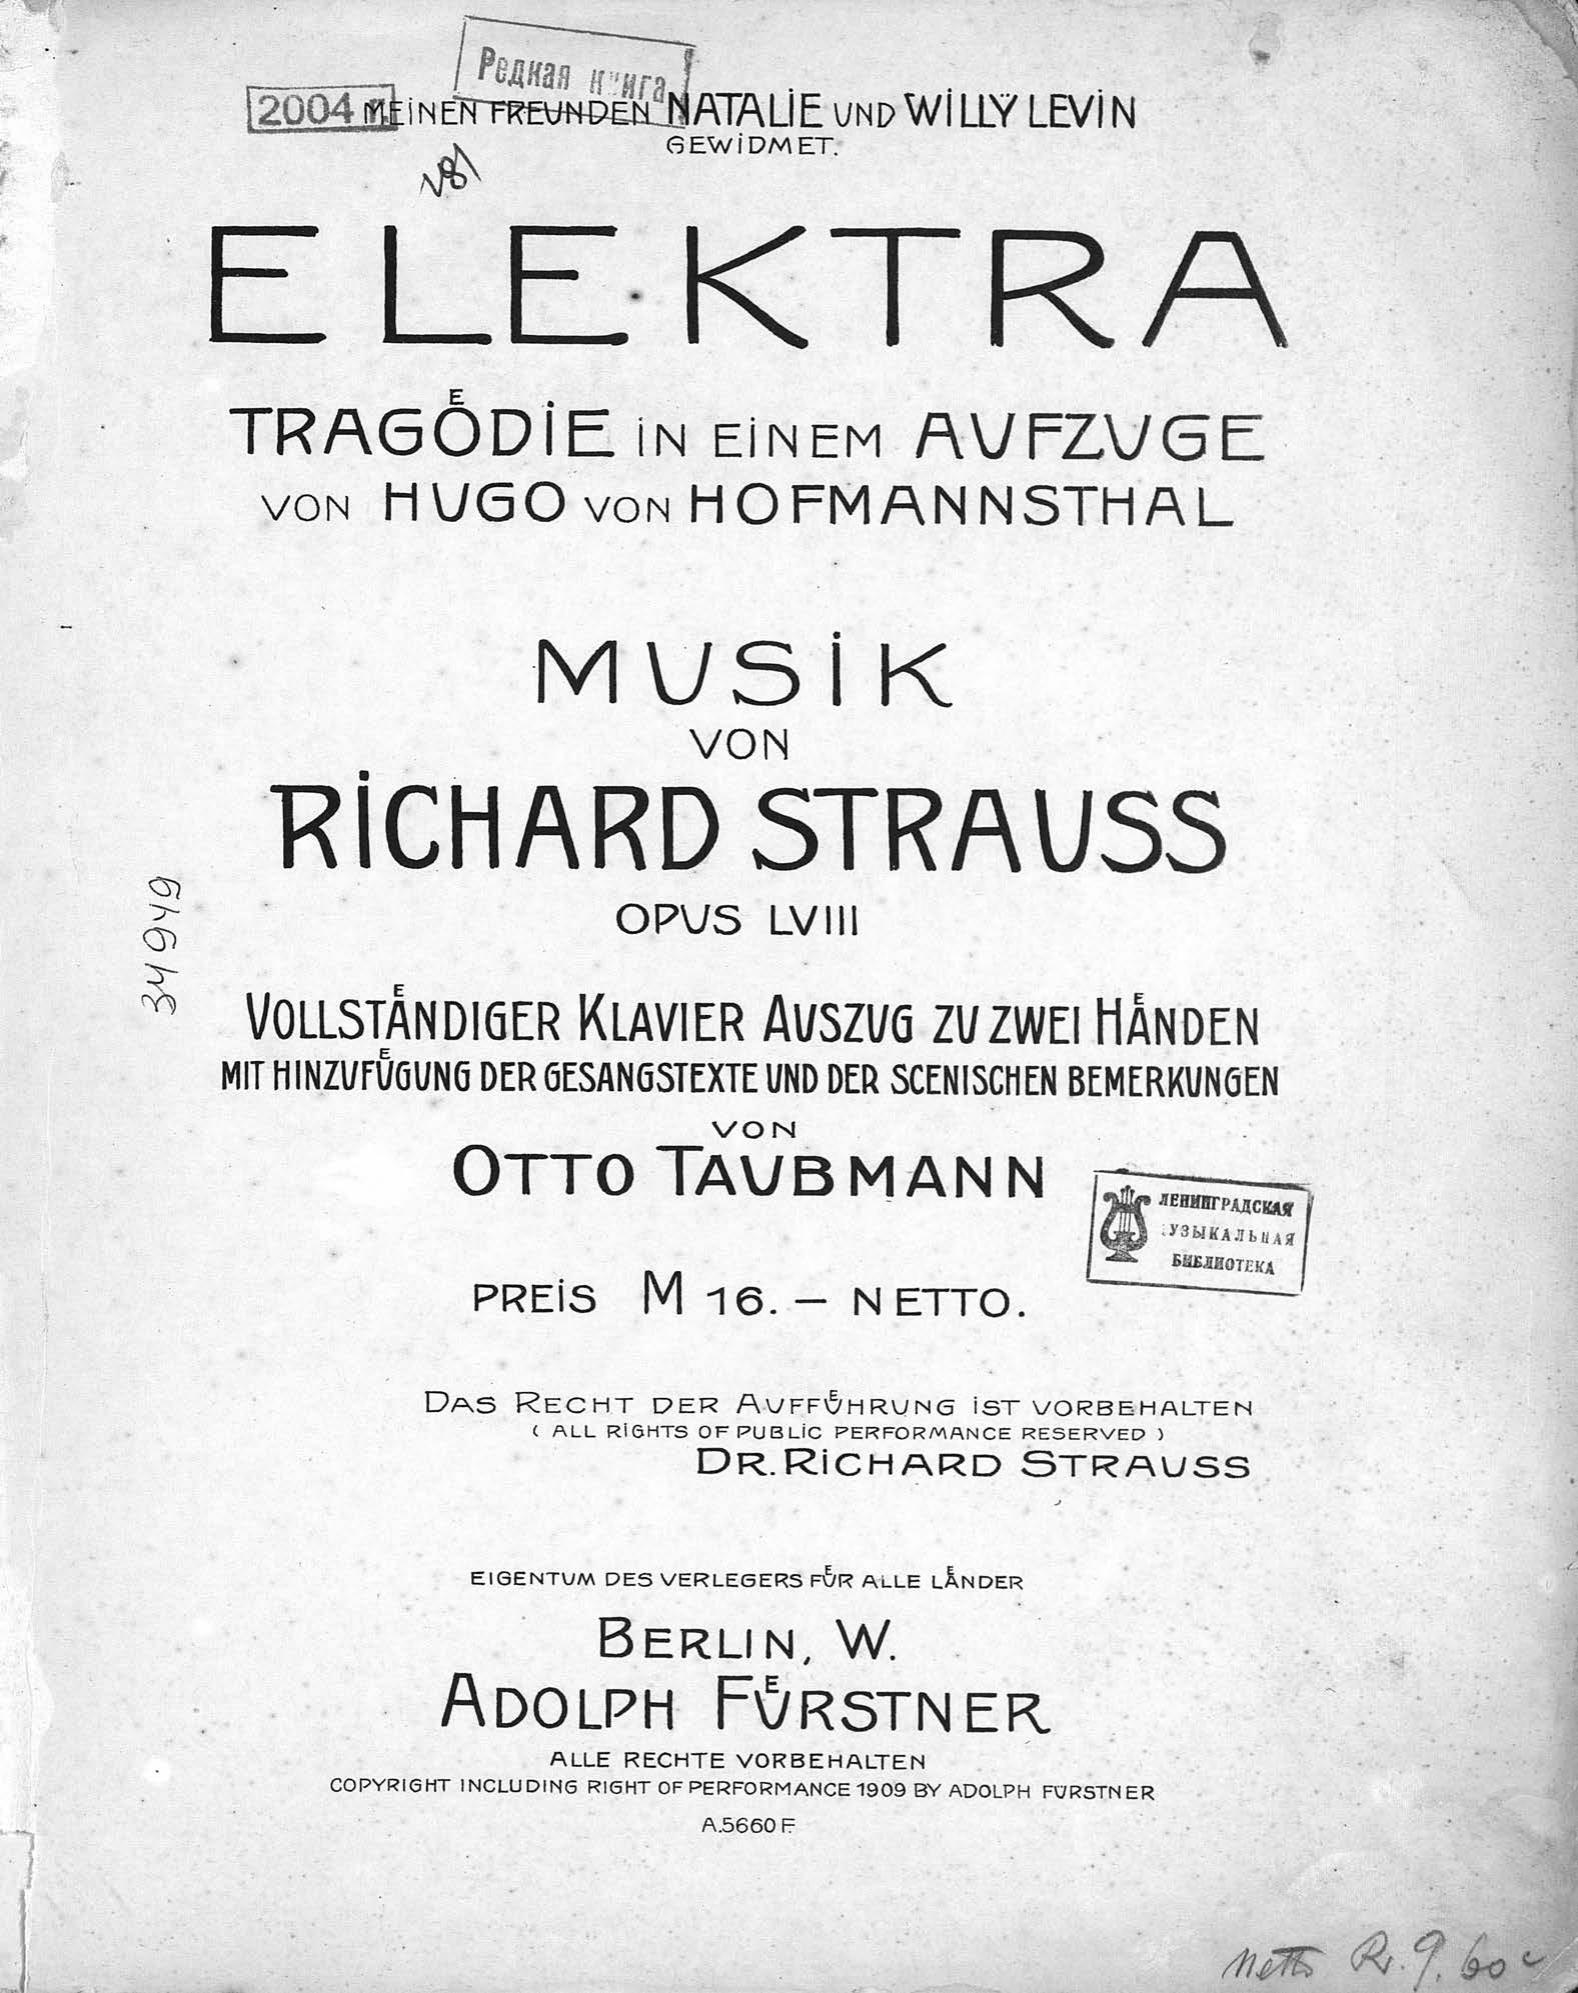 Редкая книга
2004 г.
MEINEN FREUNDEN NATALIE UND WILLY LEVIN
GEWIDMET.
ELEKTRA
TRAGÖDIE IN EINEM AUFZUGE
VON HUGO VON HOFMANNSTHAL
MUSIK
VON
RICHARD STRAUSS
OPUS LVIII
34949
VOLLSTÄNDIGER KLAVIER AUSZUG ZU ZWEI HÄNDEN
MIT HINZUFÜGUNG DER GESANGSTEXTE UND DER SCENISCHEN BEMERKUNGEN
VON
OTTO TAUBMANN
ЛЕНИНГРАДСКАЯ
МУЗЫКАЛЬНАЯ
БИБЛИОТЕКА
PREIS M 16. – NETTO.
DAS RECHT DER AUFFÜHRUNG IST VORBEHALTEN
( ALL RIGHTS OF PUBLIC PERFORMANCE RESERVED )
DR. RICHARD STRAUSS
EIGENTUM DES VERLEGERS FÜR ALLE LÄNDER
BERLIN, W.
ADOLPH FÜRSTNER
ALLE RECHTE VORBEHALTEN
COPYRIGHT INCLUDING RIGHT OF PERFORMANCE 1909 BY ADOLPH FÜRSTNER
A.5660 F.
netto R. 9.60